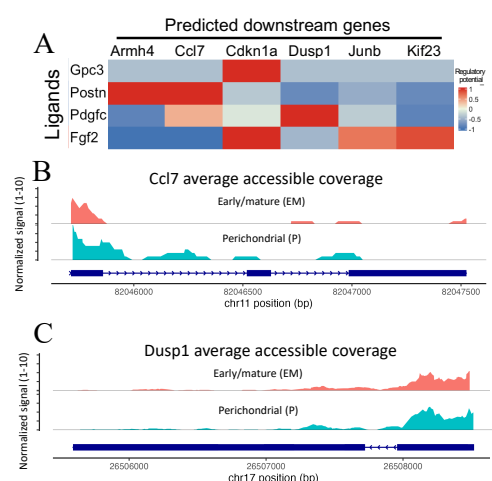 Predicted downstream genes
A
Armh4 Ccl7 Cdkn1a Dusp1 Junb Kif23
Ligands
Gpc3
Postn
Pdgfc
Fgf2
Regulatory potential
1
0.5
0
-0.5
-1
B
Ccl7 average accessible coverage
Normalized signal (1-10)
Early/mature (EM)
Perichondrial (P)
82046000 82046500 82047000 82047500
chr11 position (bp)
C
Dusp1 average accessible coverage
Normalized signal (1-10)
Early/mature (EM)
Perichondrial (P)
26506000 26507000 26508000
chr17 position (bp)